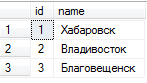 id name
1 1 Хабаровск
2 2 Владивосток
3 3 Благовещенск